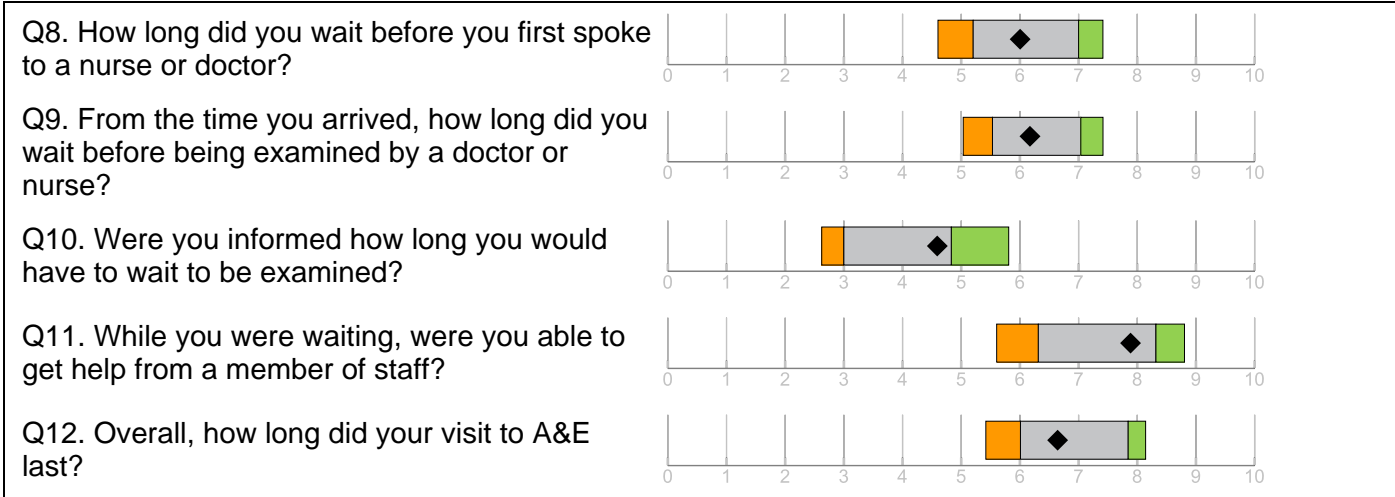 Q8. How long did you wait before you first spoke
to a nurse or doctor?
0 1 2 3 4 5 6 7 8 9 10
Q9. From the time you arrived, how long did you
wait before being examined by a doctor or
nurse?
0 1 2 3 4 5 6 7 8 9 10
Q10. Were you informed how long you would
have to wait to be examined?
0 1 2 3 4 5 6 7 8 9 10
Q11. While you were waiting, were you able to
get help from a member of staff?
0 1 2 3 4 5 6 7 8 9 10
Q12. Overall, how long did your visit to A&E
last?
0 1 2 3 4 5 6 7 8 9 10